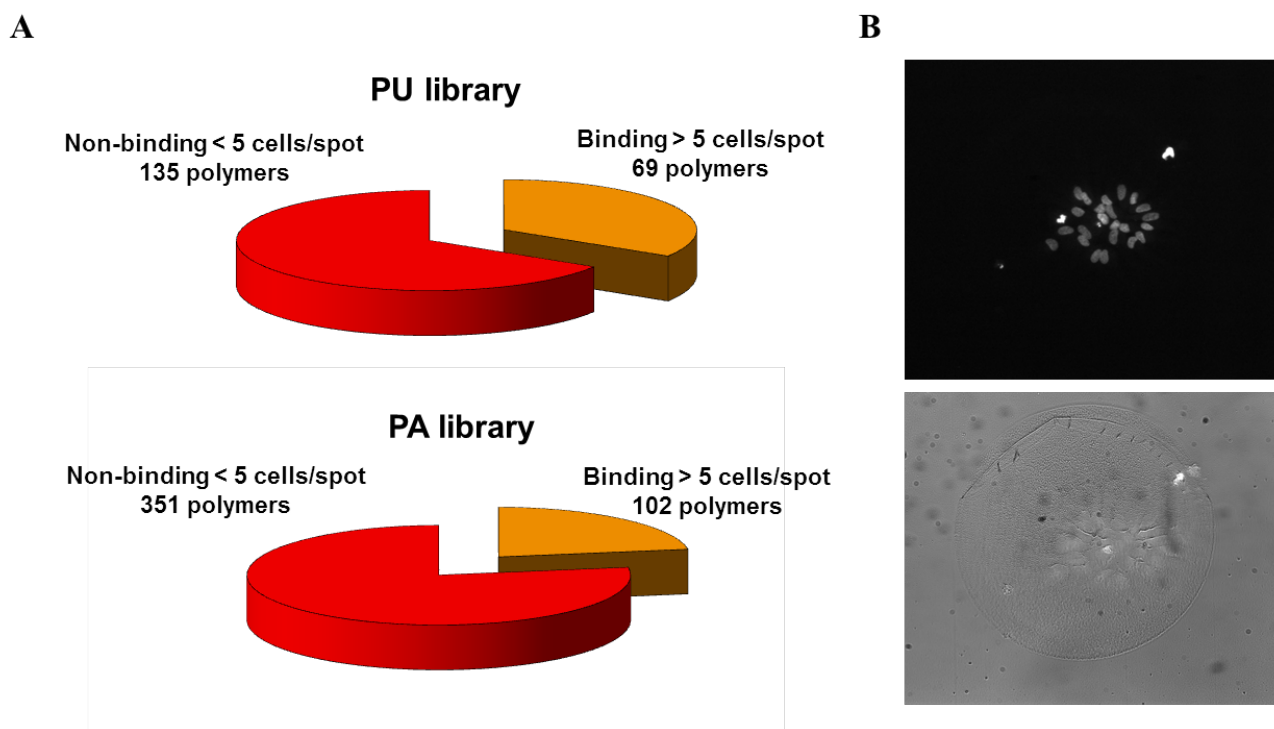 A
B
PU library
Non-binding < 5 cells/spot
135 polymers
Binding > 5 cells/spot
69 polymers
PA library
Non-binding < 5 cells/spot
351 polymers
Binding > 5 cells/spot
102 polymers